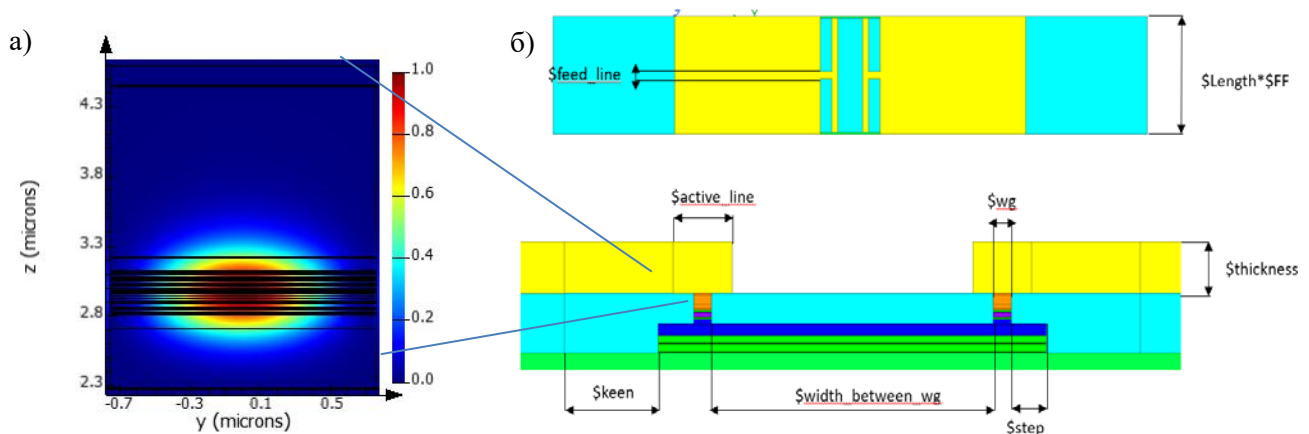 а)
4.3
3.8
3.3
2.8
2.3
z (microns)
-0.7
-0.3
0.1
0.5
y (microns)
1.0
0.8
0.6
0.4
0.2
0.0
б)
Z
Y
$feed_line
$Length*$FF
$active_line
$wg
$thickness
$keen
$width_between_wg
$step